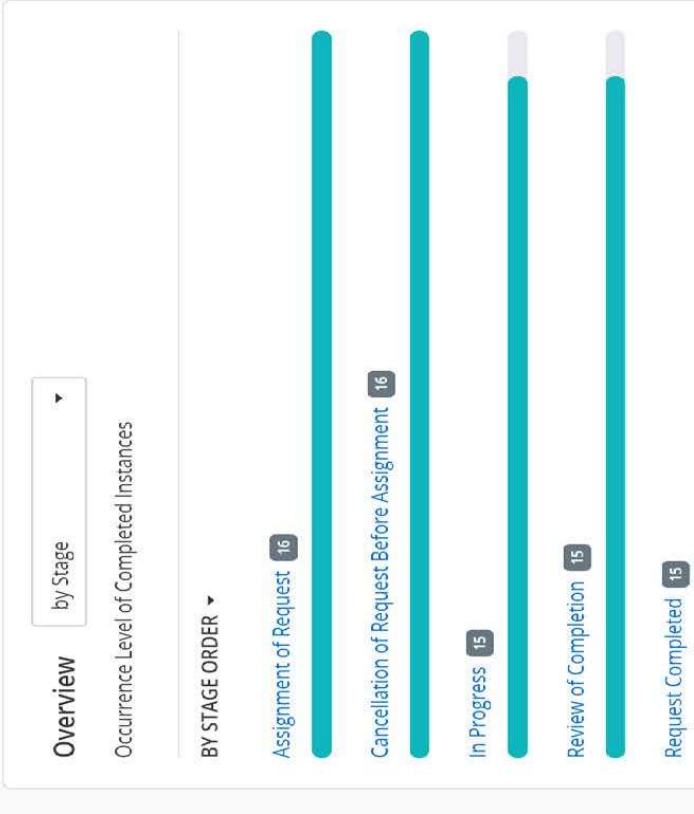 Overview by Stage
Occurrence Level of Completed Instances
BY STAGE ORDER
Assignment of Request 16
Cancellation of Request Before Assignment 16
In Progress 15
Review of Completion 15
Request Completed 15